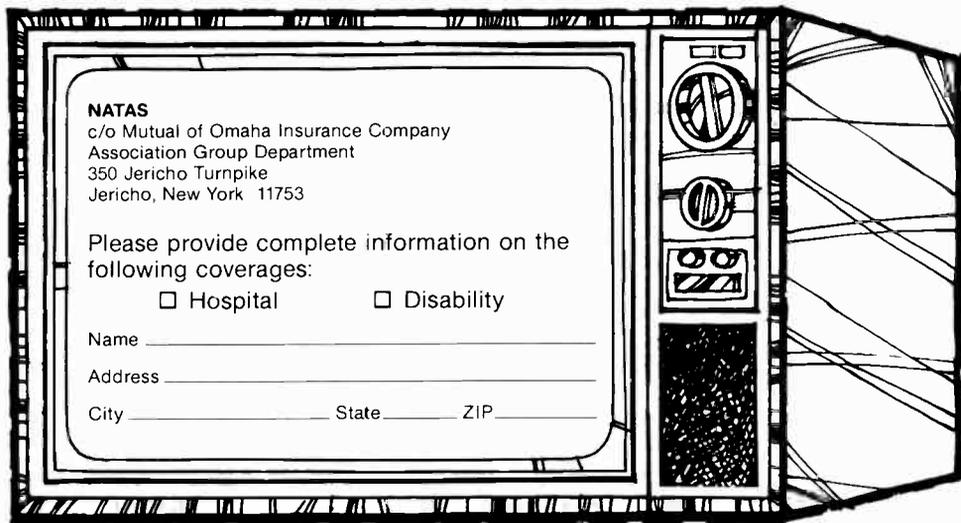 NATAS
c/o Mutual of Omaha Insurance Company
Association Group Department
350 Jericho Turnpike
Jericho, New York 11753
Please provide complete information on the
following coverages:
☐ Hospital ☐ Disability
Name
Address
City State ZIP